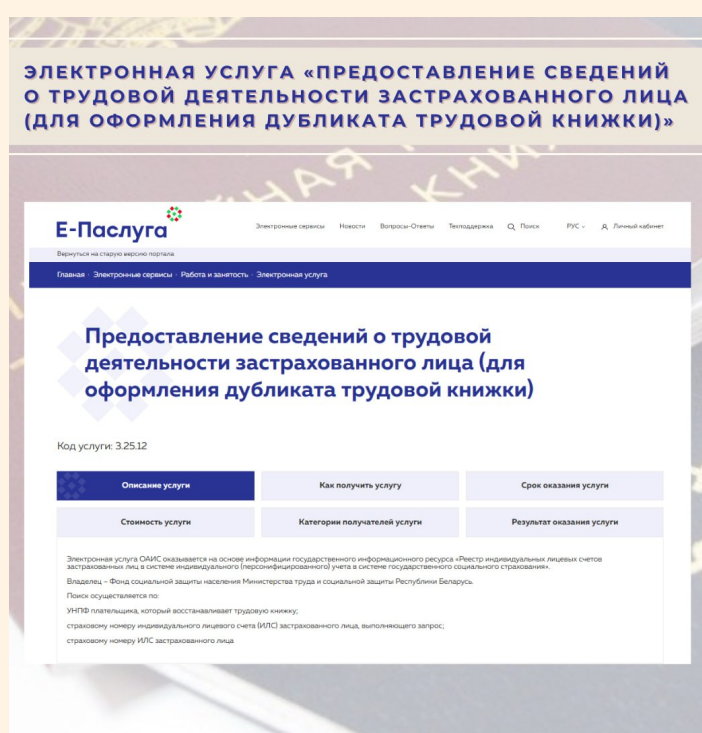 ЭЛЕКТРОННАЯ УСЛУГА «ПРЕДОСТАВЛЕНИЕ СВЕДЕНИЙ
О ТРУДОВОЙ ДЕЯТЕЛЬНОСТИ ЗАСТРАХОВАННОГО ЛИЦА
(ДЛЯ ОФОРМЛЕНИЯ ДУБЛИКАТА ТРУДОВОЙ КНИЖКИ)»
Е-Паслуга
Электронные сервисы Новости Вопросы-Ответы Техподдержка Поиск РУС Личный кабинет
Вернуться на старую версию портала
Главная · Электронные сервисы · Работа и занятость · Электронная услуга
Предоставление сведений о трудовой
деятельности застрахованного лица (для
оформления дубликата трудовой книжки)
Код услуги: 3.25.12
Описание услуги Как получить услугу Срок оказания услуги
Стоимость услуги Категории получателей услуги Результат оказания услуги
Электронная услуга ОАИС оказывается на основе информации государственного информационного ресурса «Реестр индивидуальных лицевых счетов
застрахованных лиц в системе индивидуального (персонифицированного) учета в системе государственного социального страхования».
Владелец – Фонд социальной защиты населения Министерства труда и социальной защиты Республики Беларусь.
Поиск осуществляется по:
УНПФ плательщика, который восстанавливает трудовую книжку;
страховому номеру индивидуального лицевого счета (ИЛС) застрахованного лица, выполняющего запрос;
страховому номеру ИЛС застрахованного лица.